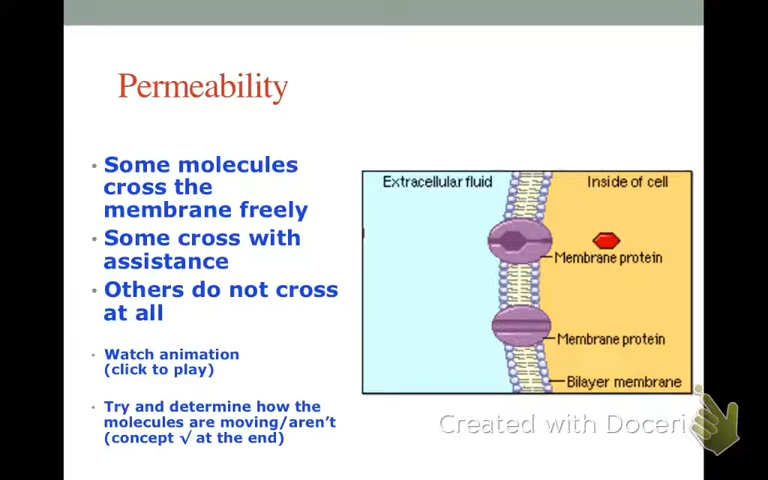 Permeability
• Some molecules
cross the
membrane freely
• Some cross with
assistance
• Others do not cross
at all
• Watch animation
(click to play)
• Try and determine how the
molecules are moving/aren't
(concept √ at the end)
Extracellular fluid
Inside of cell
Membrane protein
Membrane protein
Bilayer membrane
Created with Doceri